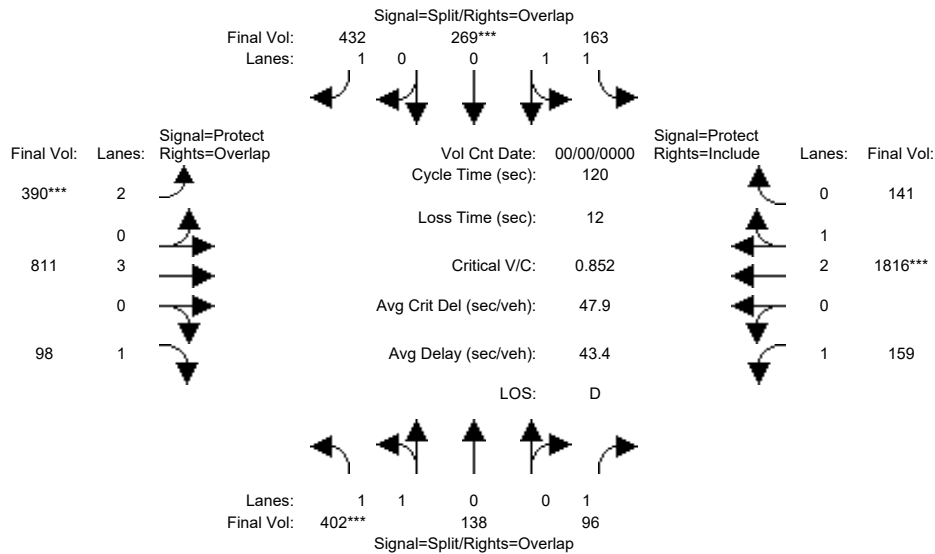 Signal=Split/Rights=Overlap
Final Vol: 432 269*** 163
Lanes: 1 0 0 1 1
Signal=Protect
Final Vol: Lanes: Rights=Overlap
Vol Cnt Date: 00/00/0000
Signal=Protect
Rights=Include Lanes: Final Vol:
Cycle Time (sec): 120
390*** 2
0 141
Loss Time (sec): 12
0
1
811 3
Critical V/C: 0.852
2 1816***
0
Avg Crit Del (sec/veh): 47.9
0
98 1
Avg Delay (sec/veh): 43.4
1 159
LOS: D
Lanes: 1 1 0 0 1
Final Vol: 402*** 138 96
Signal=Split/Rights=Overlap